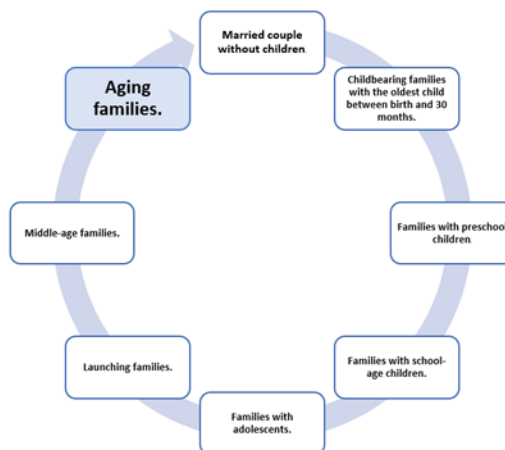 Married couple
without children.
Childbearing families
with the oldest child
between birth and 30
months.
Families with preschool
children.
Families with school-
age children.
Families with
adolescents.
Launching families.
Middle-age families.
Aging
families.